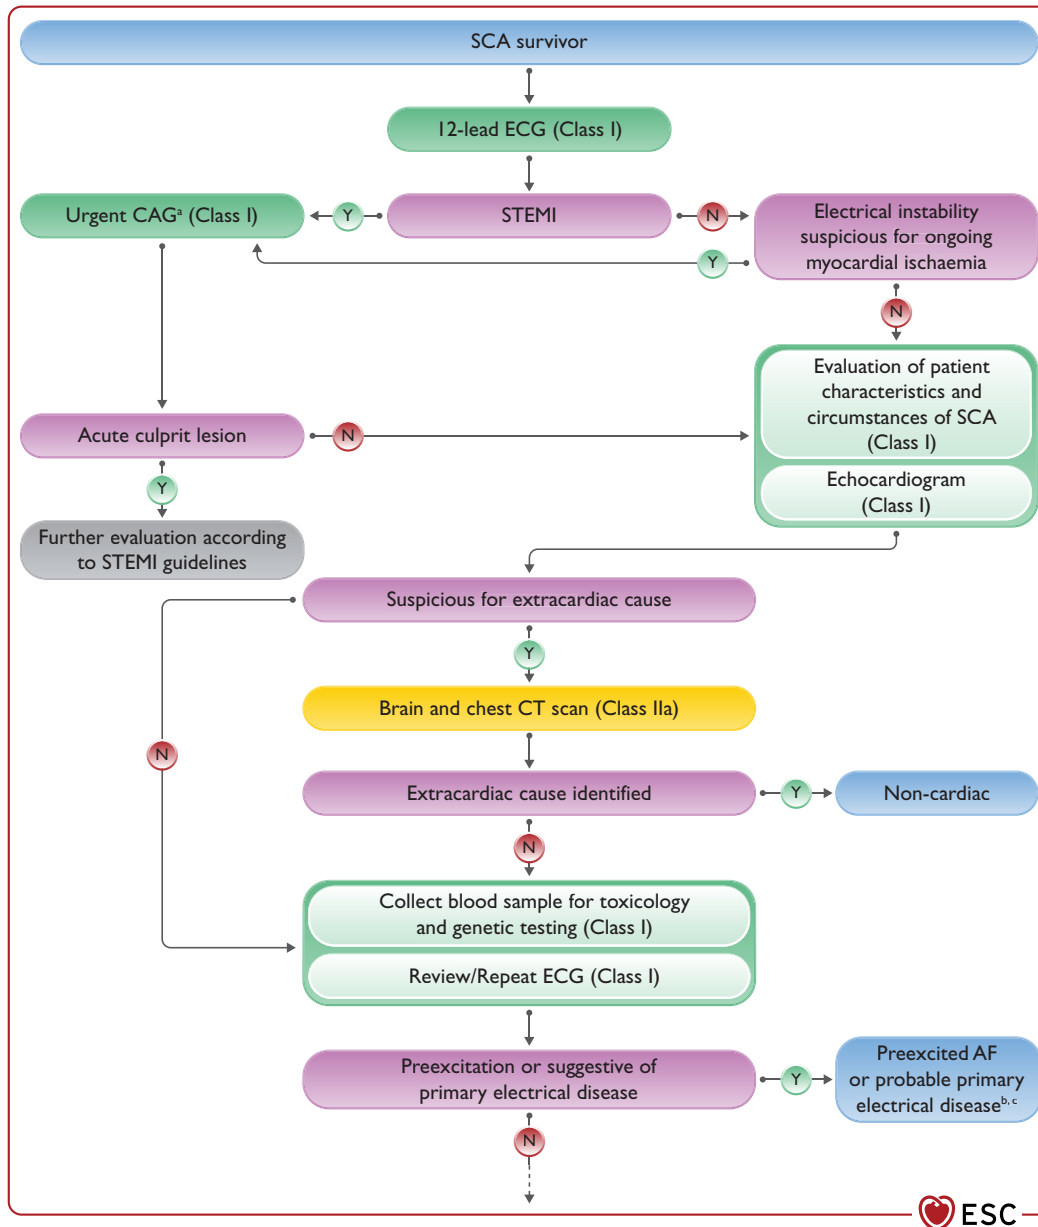 SCA survivor
12-lead ECG (Class I)
Urgent CAGᵃ (Class I)
Y
STEMI
N
Electrical instability
suspicious for ongoing
myocardial ischaemia
Y
N
Evaluation of patient
characteristics and
circumstances of SCA
(Class I)
Echocardiogram
(Class I)
Acute culprit lesion
N
Y
Further evaluation according
to STEMI guidelines
Suspicious for extracardiac cause
Y
N
Brain and chest CT scan (Class IIa)
Extracardiac cause identified
Y
Non-cardiac
N
Collect blood sample for toxicology
and genetic testing (Class I)
Review/Repeat ECG (Class I)
Preexcitation or suggestive of
primary electrical disease
Y
Preexcited AF
or probable primary
electrical diseaseᵇ,ᶜ
N
ESC